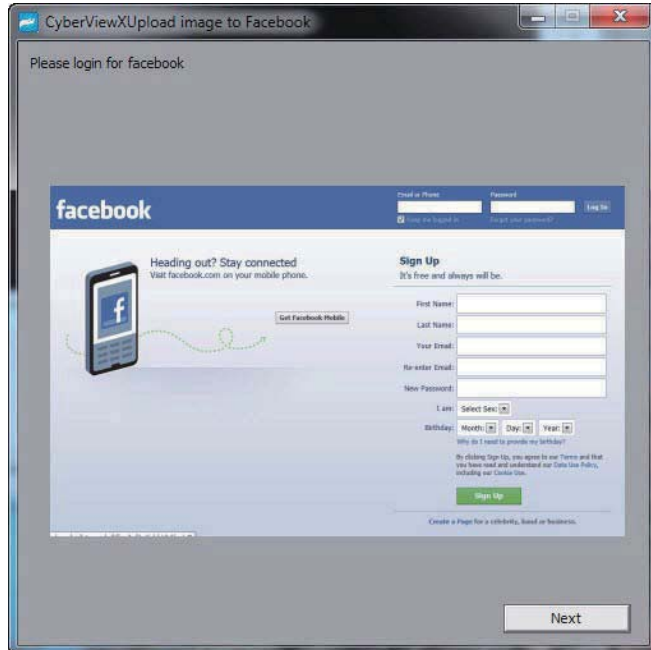 CyberViewXUpload image to Facebook
Please login for facebook
facebook
Email or Phone
Password
Log In
Keep me logged in
Forgot your password?
Heading out? Stay connected
Visit facebook.com on your mobile phone.
Get Facebook Mobile
Sign Up
It's free and always will be.
First Name:
Last Name:
Your Email:
Re-enter Email:
New Password:
I am: Select Sex:
Birthday: Month: Day: Year:
Why do I need to provide my birthday?
By clicking Sign Up, you agree to our Terms and that
you have read and understand our Data Use Policy,
including our Cookie Use.
Sign Up
Create a Page for a celebrity, band or business.
Next